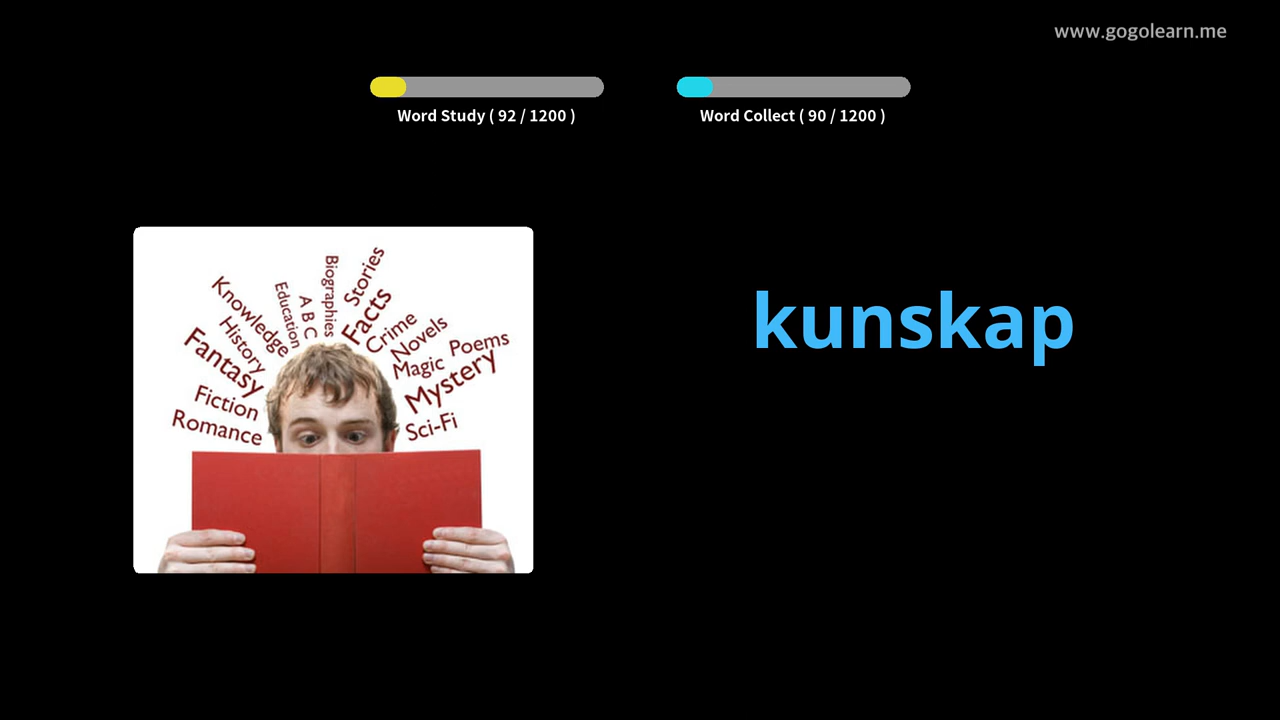 www.gogolearn.me
Word Study ( 92 / 1200 )
Word Collect ( 90 / 1200 )
kunskap
Romance
Fiction
Fantasy
History
Knowledge
Education
A B C
Biographies
Stories
Facts
Crime
Novels
Magic
Poems
Mystery
Sci-Fi